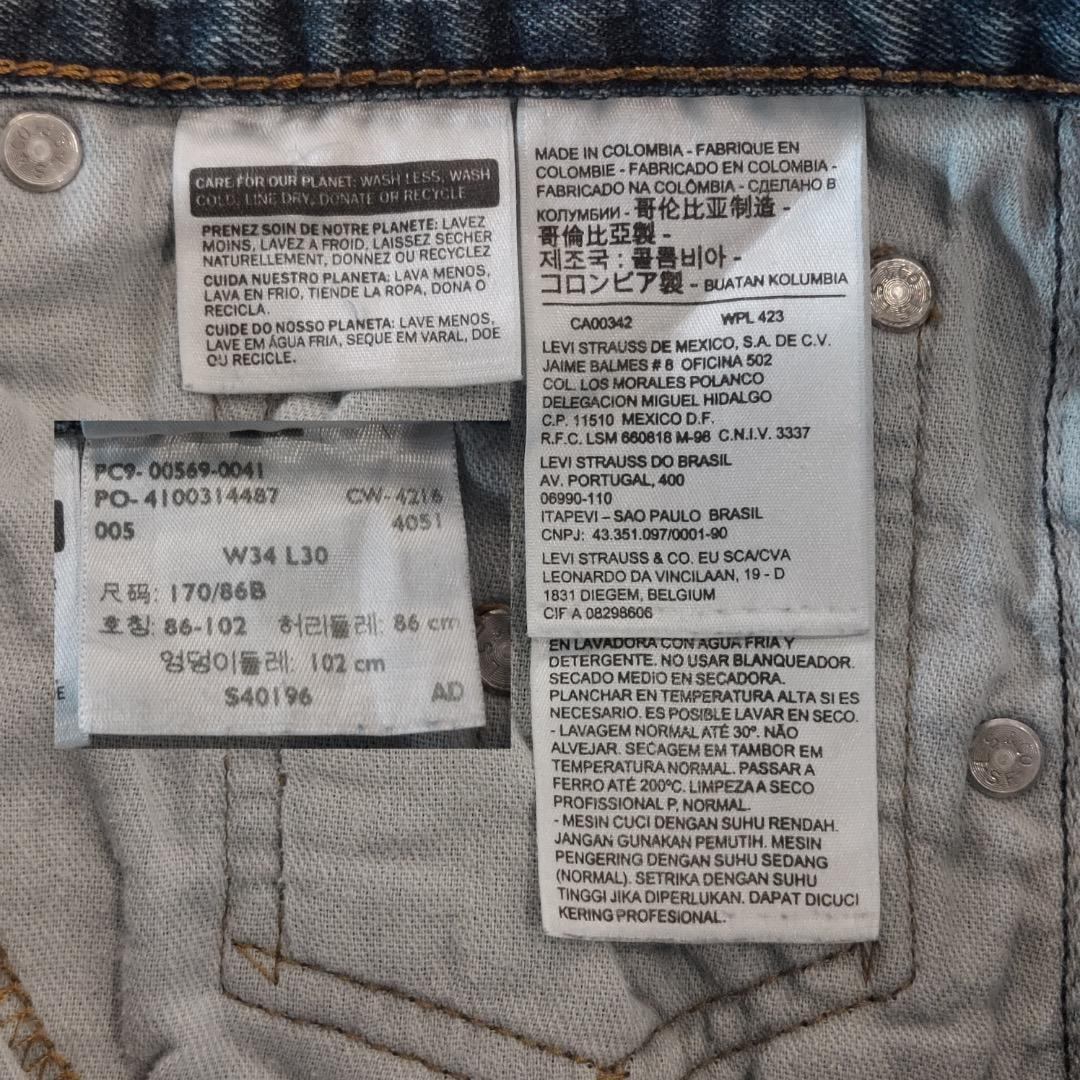 CARE FOR OUR PLANET: WASH LESS, WASH
COLD, LINE DRY, DONATE OR RECYCLE
PRENEZ SOIN DE NOTRE PLANETE: LAVEZ
MOINS, LAVEZ A FROID, LAISSEZ SECHER
NATURELLEMENT, DONNEZ OU RECYCLEZ
CUIDA NUESTRO PLANETA: LAVA MENOS,
LAVA EN FRIO, TIENDE LA ROPA, DONA O
RECICLA.
CUIDE DO NOSSO PLANETA: LAVE MENOS,
LAVE EM ÁGUA FRIA, SEQUE EM VARAL, DOE
OU RECICLE.
MADE IN COLOMBIA - FABRIQUE EN
COLOMBIE - FABRICADO EN COLOMBIA -
FABRICADO NA COLÔMBIA - СДЕЛАНО В
КОЛУМБИИ - 哥伦比亚制造 -
哥倫比亞製 -
제조국 : 콜롬비아 -
コロンビア製 - BUATAN KOLUMBIA
CA00342 WPL 423
LEVI STRAUSS DE MEXICO, S.A. DE C.V.
JAIME BALMES # 8 OFICINA 502
COL. LOS MORALES POLANCO
DELEGACION MIGUEL HIDALGO
C.P. 11510 MEXICO D.F.
R.F.C. LSM 660818 M-98 C.N.I.V. 3337
LEVI STRAUSS DO BRASIL
AV. PORTUGAL, 400
06990-110
ITAPEVI – SAO PAULO BRASIL
CNPJ: 43.351.097/0001-90
LEVI STRAUSS & CO. EU SCA/CVA
LEONARDO DA VINCILAAN, 19 - D
1831 DIEGEM, BELGIUM
CIF A 08298606
EN LAVADORA CON AGUA FRIA Y
DETERGENTE. NO USAR BLANQUEADOR.
SECADO MEDIO EN SECADORA.
PLANCHAR EN TEMPERATURA ALTA SI ES
NECESARIO. ES POSIBLE LAVAR EN SECO.
- LAVAGEM NORMAL ATÉ 30º. NÃO
ALVEJAR. SECAGEM EM TAMBOR EM
TEMPERATURA NORMAL. PASSAR A
FERRO ATÉ 200ºC. LIMPEZA A SECO
PROFISSIONAL P, NORMAL.
- MESIN CUCI DENGAN SUHU RENDAH.
JANGAN GUNAKAN PEMUTIH. MESIN
PENGERING DENGAN SUHU SEDANG
(NORMAL). SETRIKA DENGAN SUHU
TINGGI JIKA DIPERLUKAN. DAPAT DICUCI
KERING PROFESIONAL.
PC9- 00569-0041
PO- 4100314487 CW- 4216
005 4051
W34 L30
尺码: 170/86B
호칭: 86-102 허리둘레: 86 cm
엉덩이둘레: 102 cm
S40196 AD